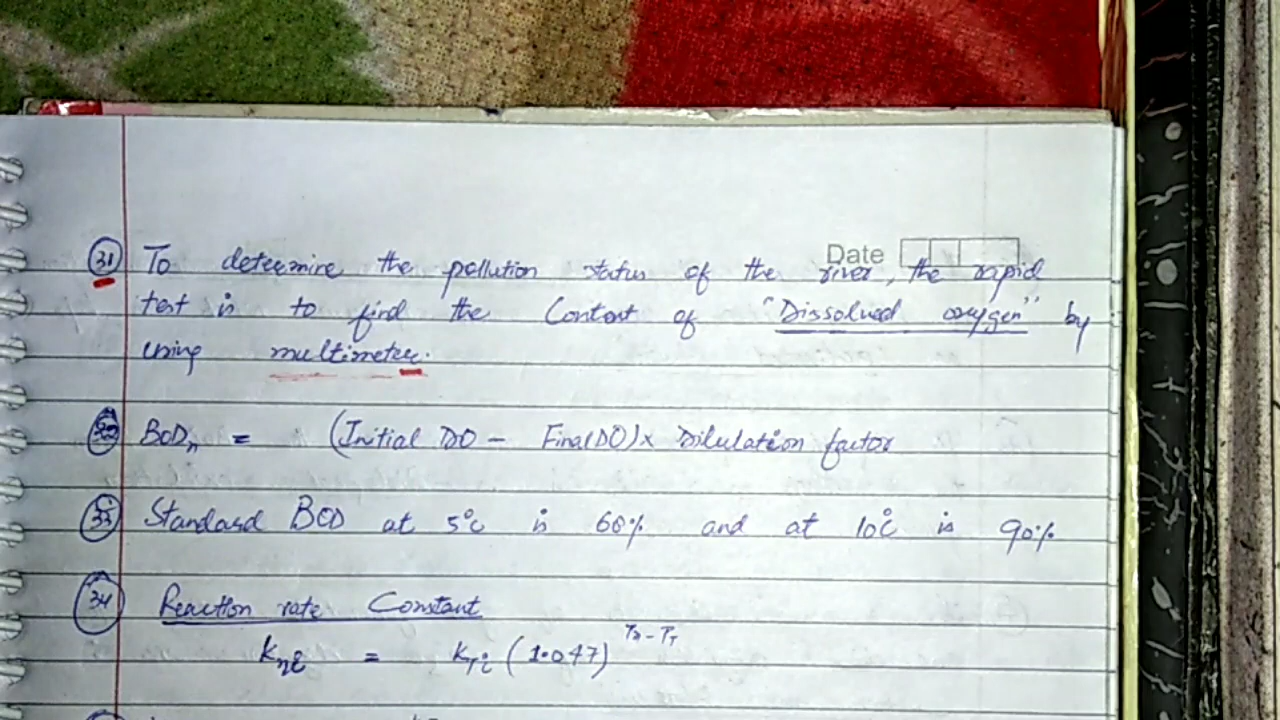 Date
31 To determine the pollution status of the river, the rapid
test is to find the Content of "Dissolved oxygen" by
using multimeter.
32 BODn = (Initial DO - Final DO) x Dilulation factor
33 Standard BOD at 5°C is 60% and at 10°C is 90%
34 Reaction rate Constant
= (1.047)